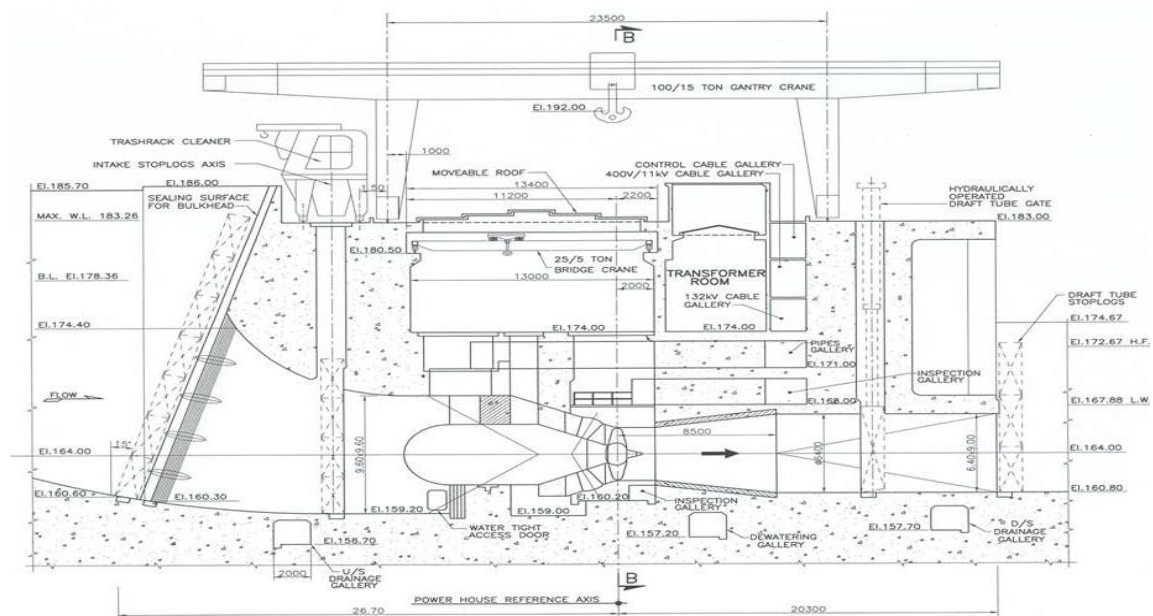 23500
B
100/15 TON GANTRY CRANE
El.192.00
TRASHRACK CLEANER
INTAKE STOPLOGS AXIS
1000
CONTROL CABLE GALLERY
400V/11kV CABLE GALLERY
MOVEABLE ROOF
HYDRAULICALLY
OPERATED
DRAFT TUBE GATE
El.185.70
El.186.00
150
13400
11200
2200
SEALING SURFACE
FOR BULKHEAD
MAX. W.L. 183.26
El.183.00
El.180.50
25/5 TON
BRIDGE CRANE
B.L. El.178.36
13000
2000
TRANSFORMER
ROOM
132kV CABLE
GALLERY
DRAFT TUBE
STOPLOGS
El.174.40
El.174.00
El.174.00
El.174.67
PIPES
GALLERY
El.172.67 H.F.
El.171.00
INSPECTION
GALLERY
FLOW
El.168.00
El.167.88 L.W.
8500
9.60x9.60
ø6400
6.40x9.00
15°
El.164.00
El.164.00
El.160.60
El.160.30
El.160.20
El.160.80
El.159.20
El.159.00
INSPECTION
GALLERY
WATER TIGHT
ACCESS DOOR
El.157.70
D/S
DRAINAGE
GALLERY
El.156.70
El.157.20
DEWATERING
GALLERY
2000
U/S
DRAINAGE
GALLERY
B
POWER HOUSE REFERENCE AXIS
26.70
20300